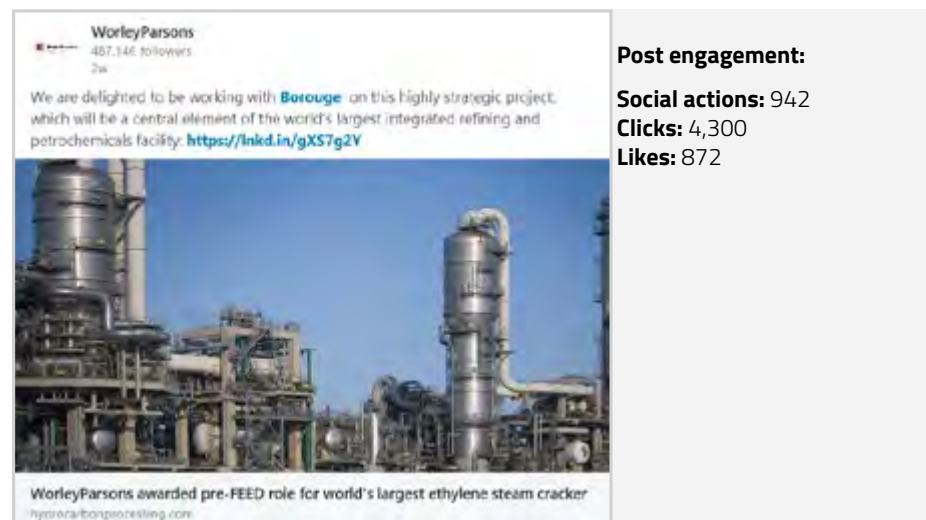 WorleyParsons
487,146 followers
2w
We are delighted to be working with Borouge on this highly strategic project,
which will be a central element of the world's largest integrated refining and
petrochemicals facility: https://lnkd.in/gXS7g2Y
WorleyParsons awarded pre-FEED role for world's largest ethylene steam cracker
hydrocarbonprocessing.com
Post engagement:
Social actions: 942
Clicks: 4,300
Likes: 872